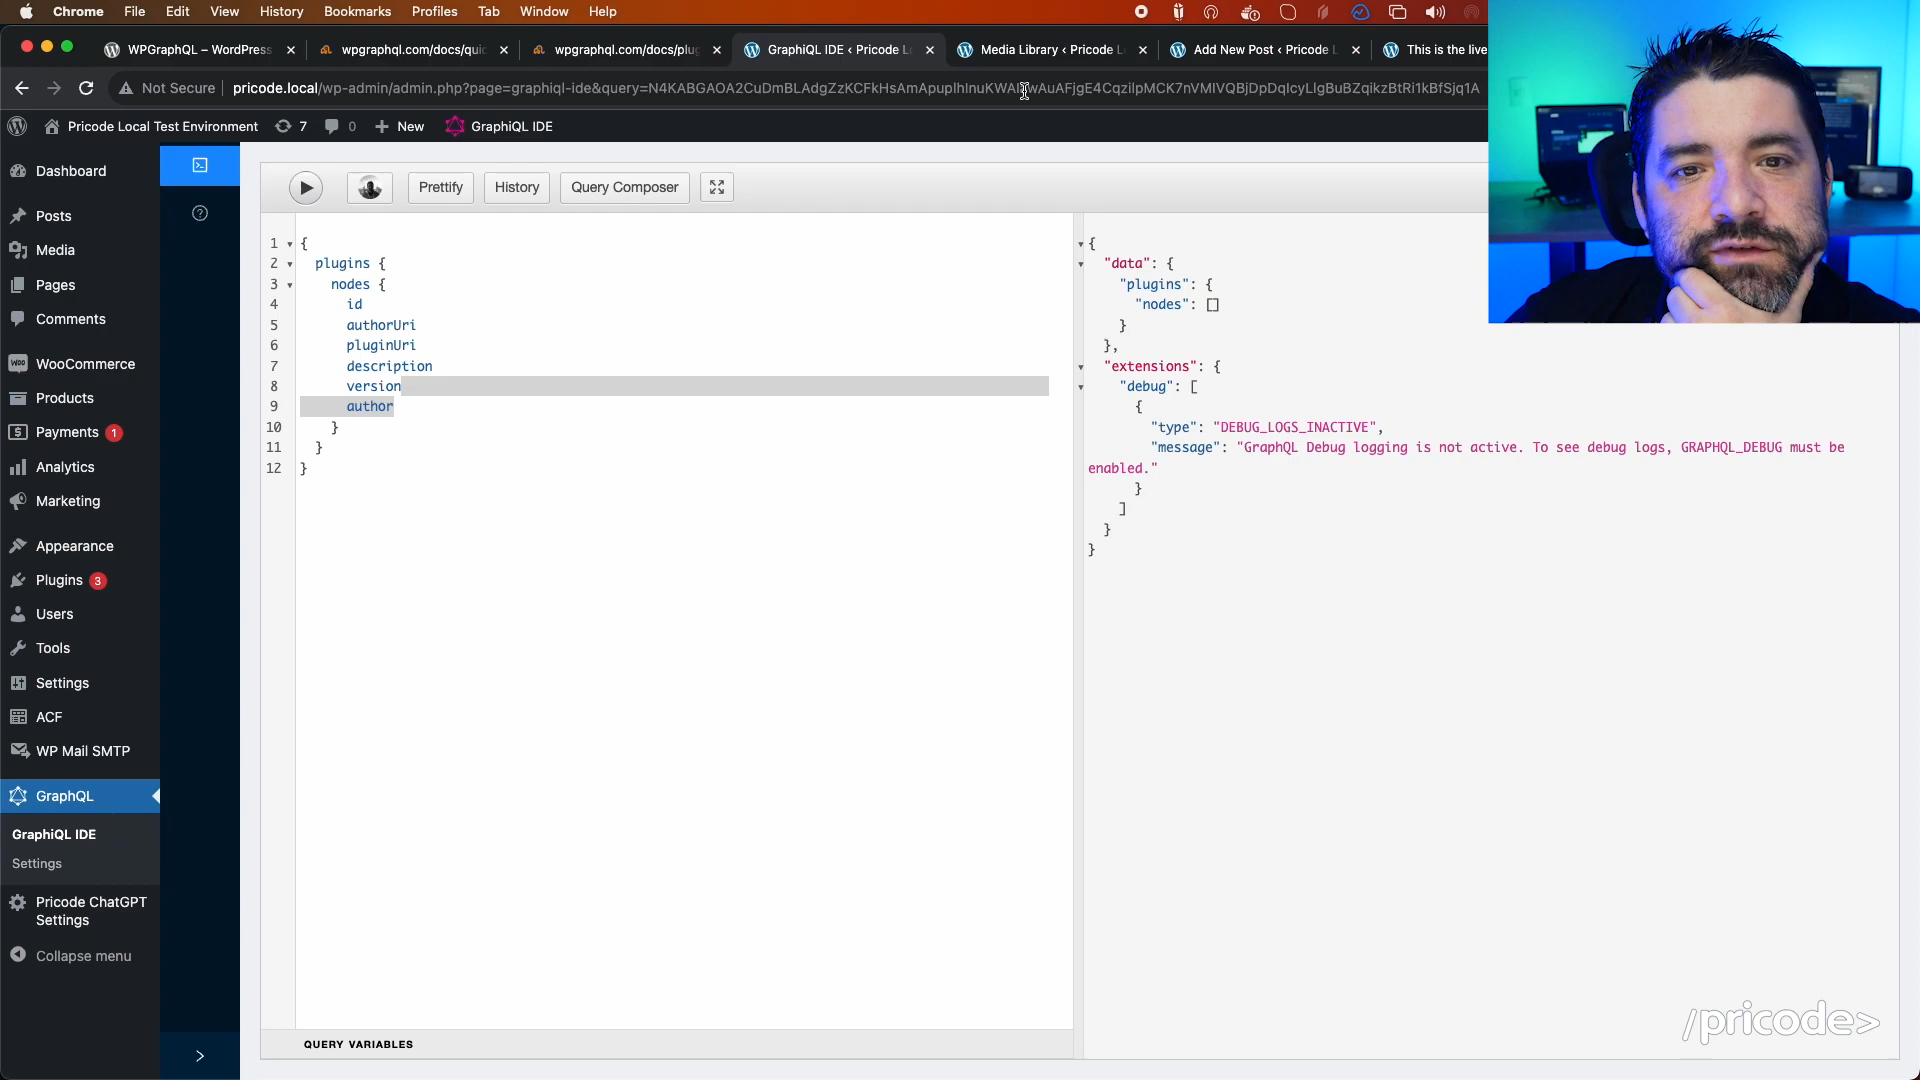 Chrome File Edit View History Bookmarks Profiles Tab Window Help
WPGraphQL – WordPress
wpgraphql.com/docs/quic
wpgraphql.com/docs/plug
GraphiQL IDE ‹ Pricode L
Media Library ‹ Pricode L
Add New Post ‹ Pricode L
This is the live
Not Secure pricode.local/wp-admin/admin.php?page=graphiql-ide&query=
Pricode Local Test Environment 7 0 New GraphiQL IDE
Dashboard
Posts
Media
Pages
Comments
WooCommerce
Products
Payments 1
Analytics
Marketing
Appearance
Plugins 3
Users
Tools
Settings
ACF
WP Mail SMTP
GraphQL
GraphiQL IDE
Settings
Pricode ChatGPT
Settings
Collapse menu
Prettify History Query Composer
1 {
2 plugins {
3 nodes {
4 id
5 authorUri
6 pluginUri
7 description
8 version
9 author
10 }
11 }
12 }
QUERY VARIABLES
{
"data": {
"plugins": {
"nodes": []
}
},
"extensions": {
"debug": [
{
"type": "DEBUG_LOGS_INACTIVE",
"message": "GraphQL Debug logging is not active. To see debug logs, GRAPHQL_DEBUG must be
enabled."
}
]
}
}
/pricode>